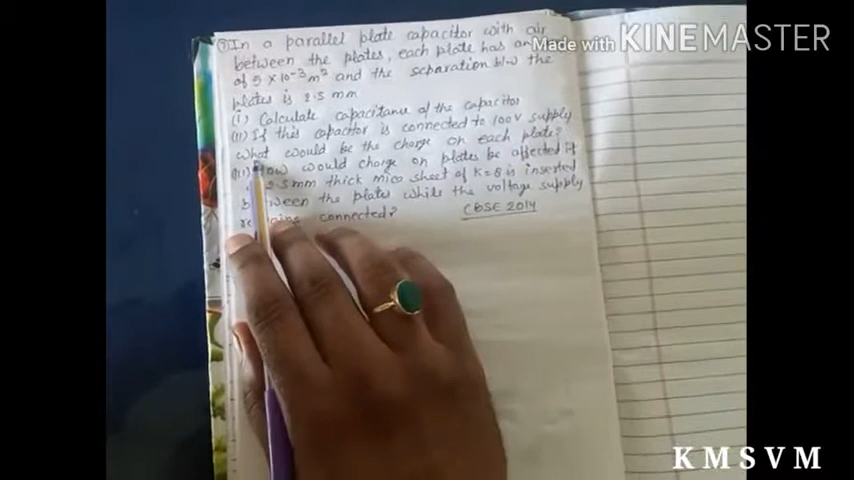 ⑦ In a parallel plate capacitor with air
between the plates, each plate has an
of 5 × 10⁻³ m² and the separation b/w the
plates is 2.5 mm
(i) Calculate capacitance of the capacitor
(ii) If this capacitor is connected to 100V supply
what would be the charge on each plate?
(iii) How would charge on plates be affected if
2.5mm thick mica sheet of K=8 is inserted
between the plates while the voltage supply
remains connected? CBSE 2014
Made with KINEMASTER
KMSVM